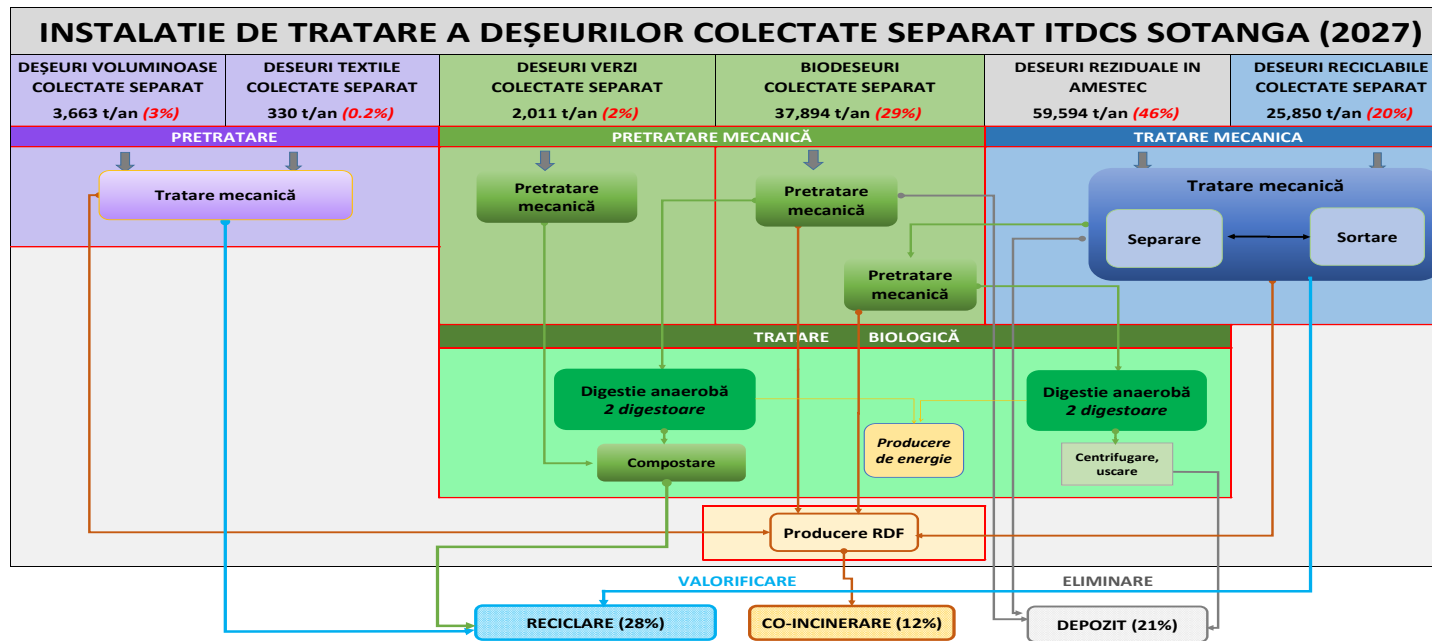 INSTALATIE DE TRATARE A DEȘEURILOR COLECTATE SEPARAT ITDCS SOTANGA (2027)
DEȘEURI VOLUMINOASE
COLECTATE SEPARAT
3,663 t/an (3%)
DESEURI TEXTILE
COLECTATE SEPARAT
330 t/an (0.2%)
DESEURI VERZI
COLECTATE SEPARAT
2,011 t/an (2%)
BIODESEURI
COLECTATE SEPARAT
37,894 t/an (29%)
DESEURI REZIDUALE IN
AMESTEC
59,594 t/an (46%)
DESEURI RECICLABILE
COLECTATE SEPARAT
25,850 t/an (20%)
PRETRATARE
PRETRATARE MECANICĂ
TRATARE MECANICA
Tratare mecanică
Pretratare
mecanică
Pretratare
mecanică
Tratare mecanică
Separare
Sortare
Pretratare
mecanică
TRATARE BIOLOGICĂ
Digestie anaerobă
2 digestoare
Digestie anaerobă
2 digestoare
Producere
de energie
Compostare
Centrifugare,
uscare
Producere RDF
VALORIFICARE
ELIMINARE
RECICLARE (28%)
CO-INCINERARE (12%)
DEPOZIT (21%)